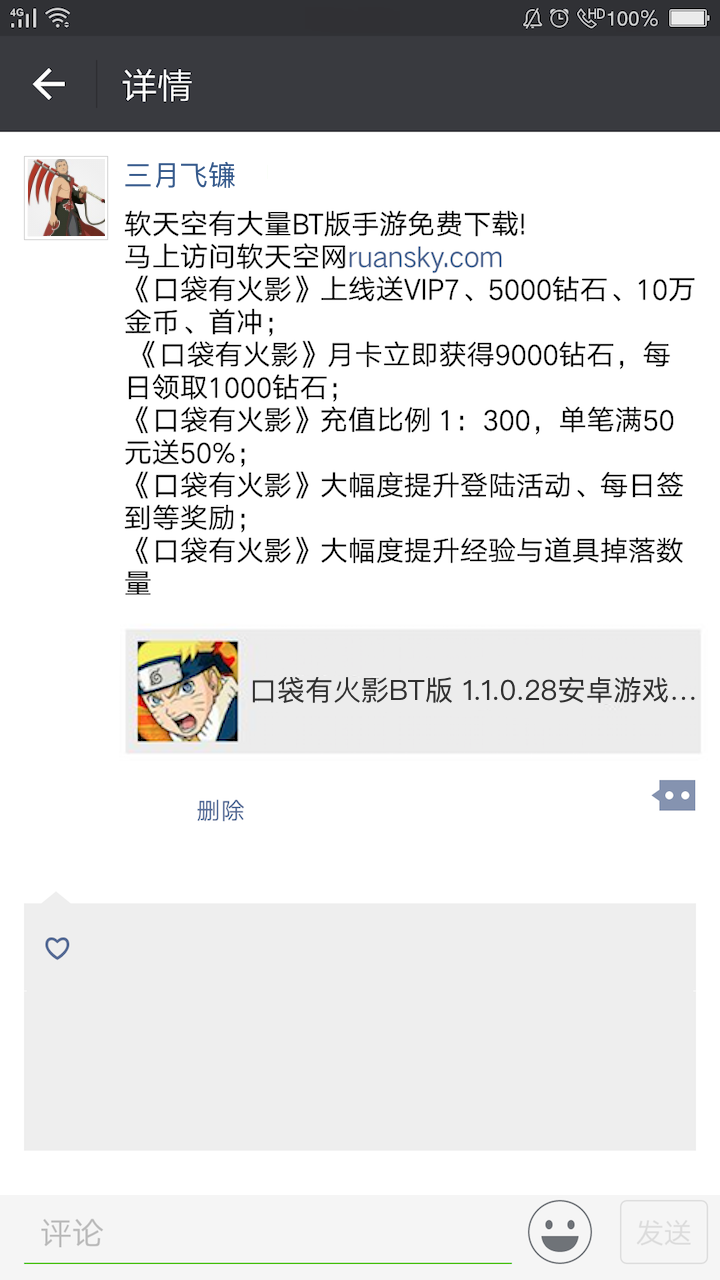 4G HD 100%
详情
三月飞镰
软天空有大量BT版手游免费下载!
马上访问软天空网ruansky.com
《口袋有火影》上线送VIP7、5000钻石、10万
金币、首冲；
《口袋有火影》月卡立即获得9000钻石，每
日领取1000钻石；
《口袋有火影》充值比例 1：300，单笔满50
元送50%；
《口袋有火影》大幅度提升登陆活动、每日签
到等奖励；
《口袋有火影》大幅度提升经验与道具掉落数
量
口袋有火影BT版 1.1.0.28安卓游戏...
删除
评论
发送